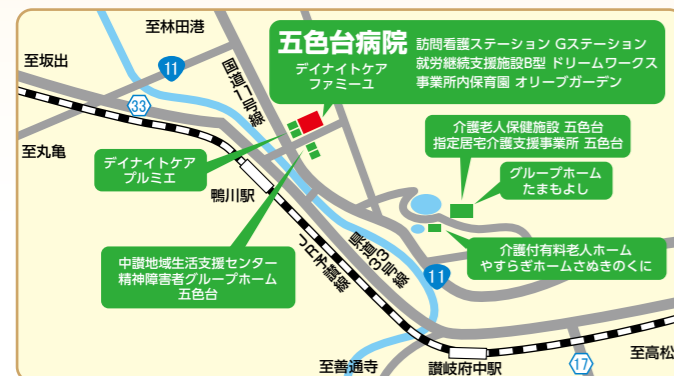 至林田港
至坂出
11
国道11号線
五色台病院
デイナイトケア
ファミーユ
訪問看護ステーション Gステーション
就労継続支援施設B型 ドリームワークス
事業所内保育園 オリーブガーデン
33
至丸亀
デイナイトケア
プルミエ
鴨川駅
介護老人保健施設 五色台
指定居宅介護支援事業所 五色台
グループホーム
たまもよし
介護付有料老人ホーム
やすらぎホームさぬきのくに
中讃地域生活支援センター
精神障害者グループホーム
五色台
JR予讃線
県道33号線
11
至善通寺
讃岐府中駅
17
至高松